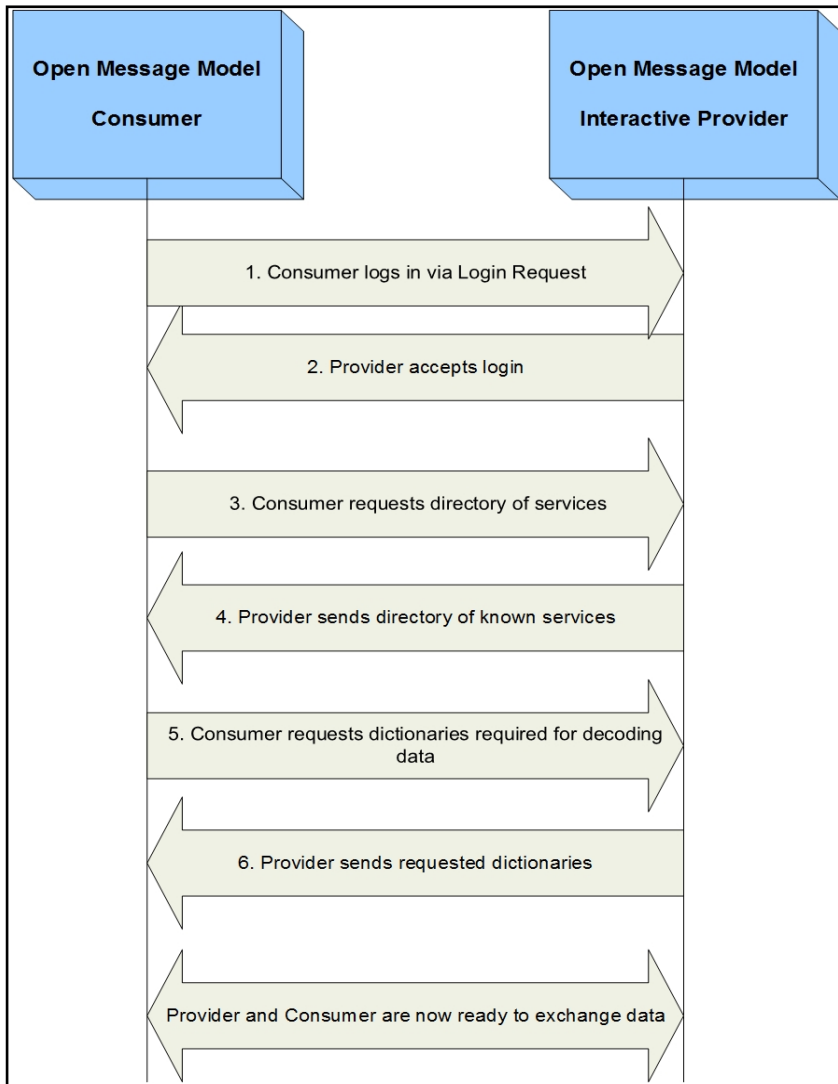 Open Message Model
Consumer
Open Message Model
Interactive Provider
1. Consumer logs in via Login Request
2. Provider accepts login
3. Consumer requests directory of services
4. Provider sends directory of known services
5. Consumer requests dictionaries required for decoding
data
6. Provider sends requested dictionaries
Provider and Consumer are now ready to exchange data